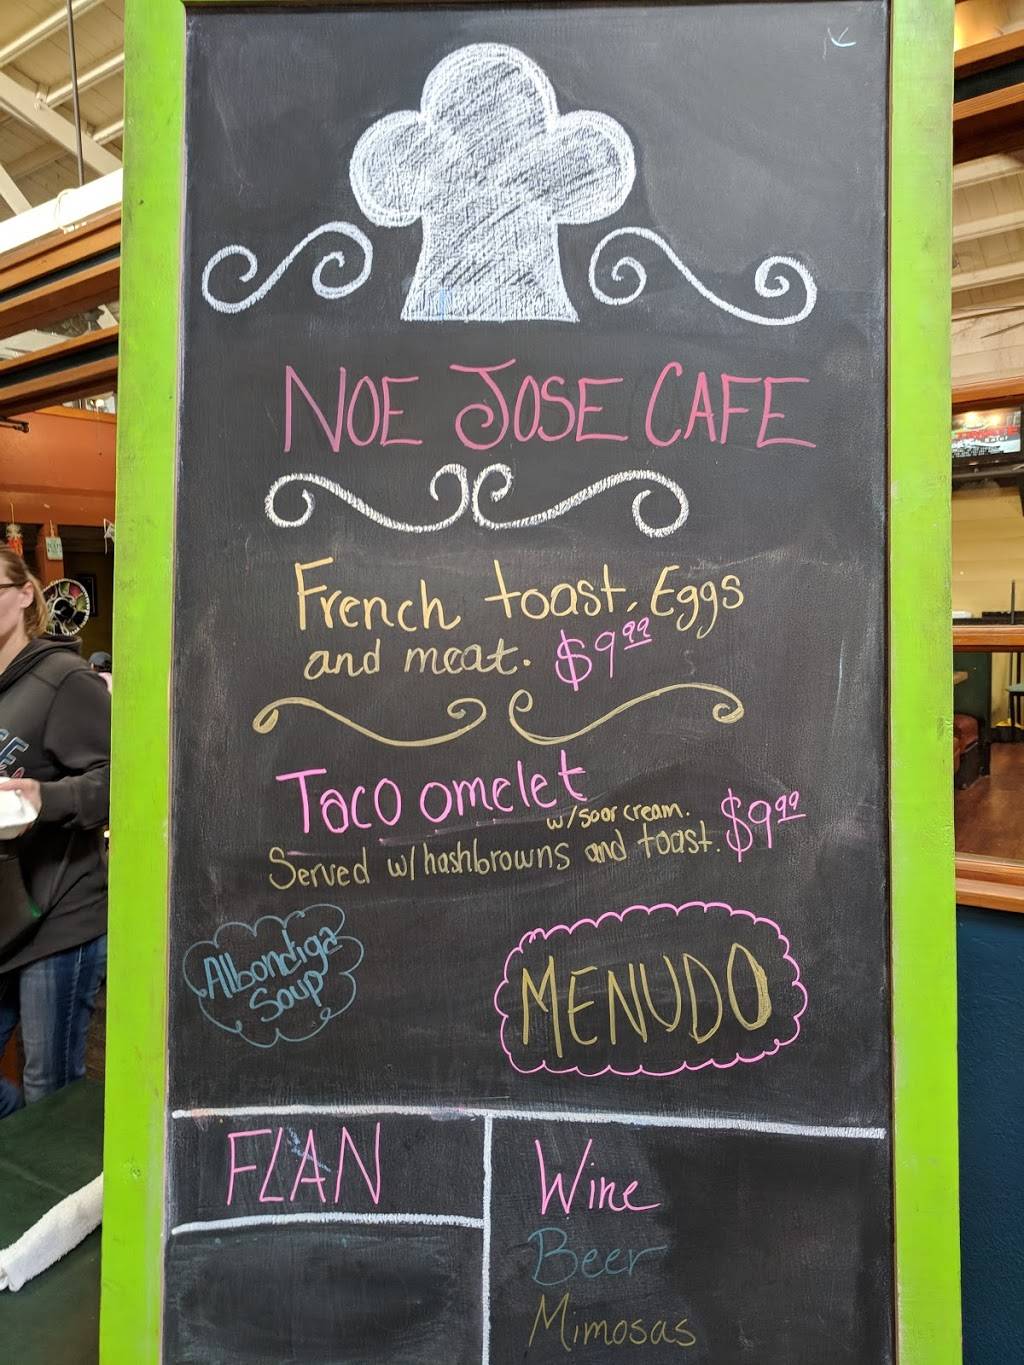 NOE JOSE CAFE
French toast, Eggs
and meat. $9.99
Taco omelet
w/soor cream.
Served w/hashbrowns and toast. $9.99
Albondiga
Soup
MENUDO
FLAN
Wine
Beer
Mimosas